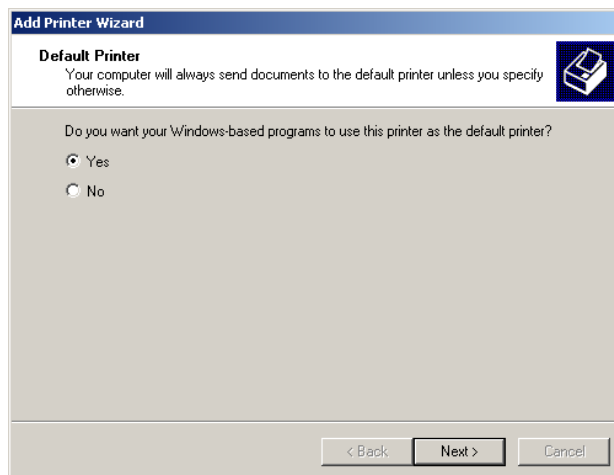 Add Printer Wizard
Default Printer
Your computer will always send documents to the default printer unless you specify
otherwise.
Do you want your Windows-based programs to use this printer as the default printer?
Yes
No
< Back
Next >
Cancel